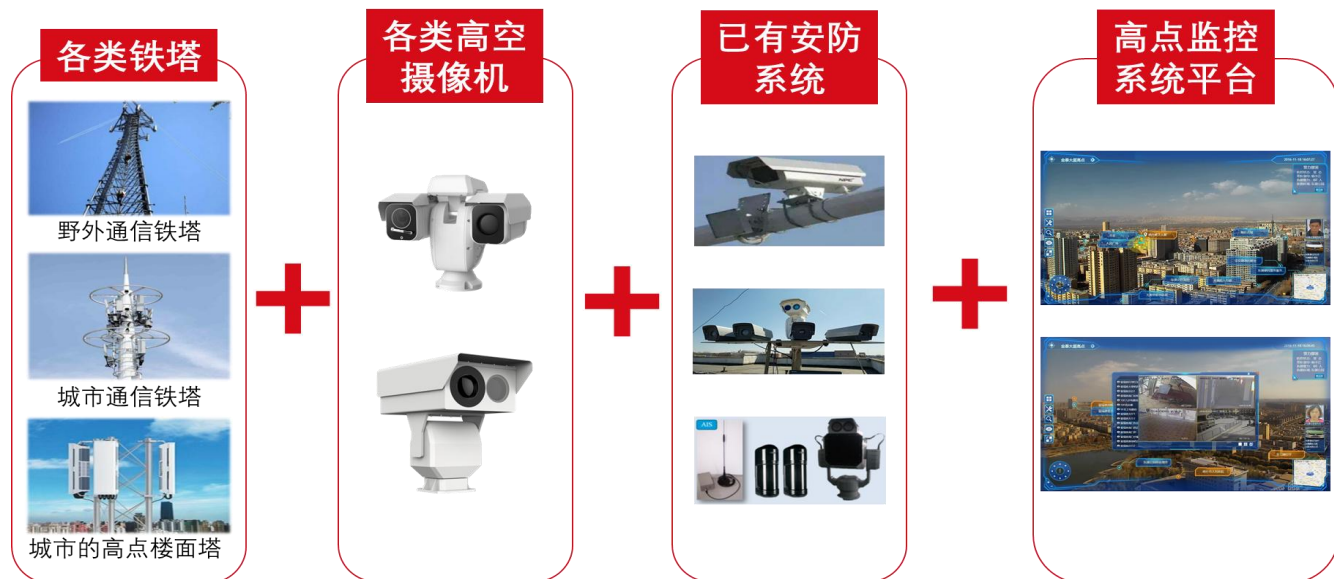 各类铁塔
野外通信铁塔
城市通信铁塔
城市的高点楼面塔
各类高空
摄像机
已有安防
系统
AIS
高点监控
系统平台